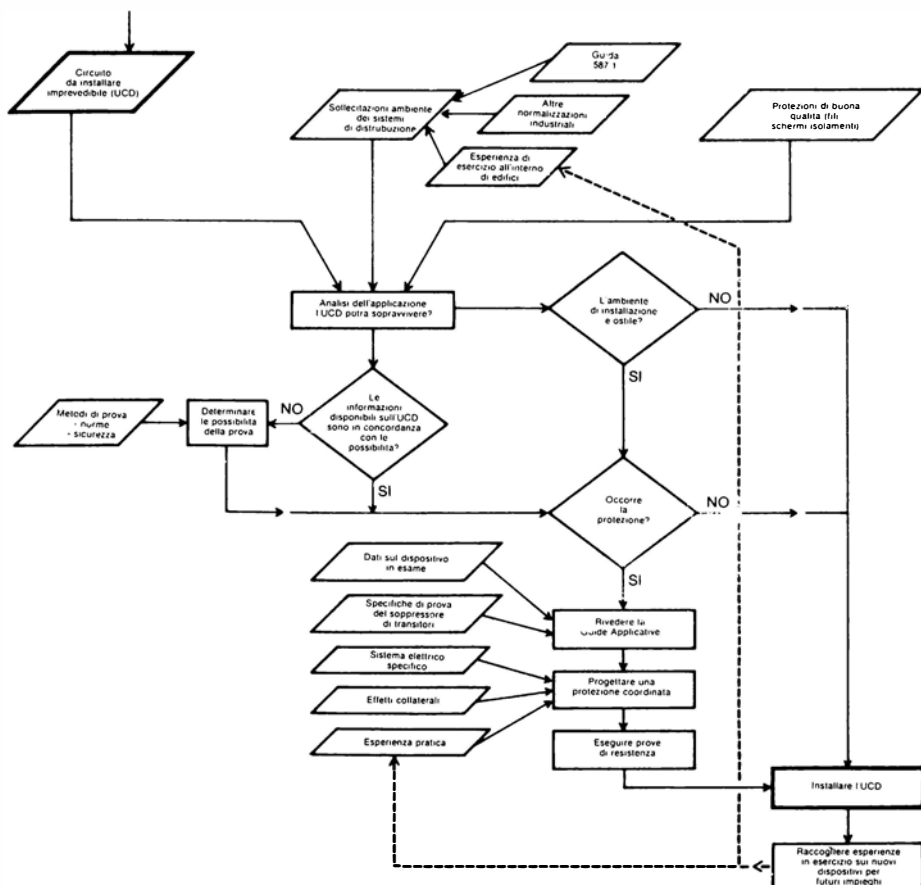 Circuito
da installare
imprevedibile (UCD)
Guida
587 1
Sollecitazioni ambiente
dei sistemi
di distrubuzione
Altre
normalizzazioni
industriali
Protezioni di buona
qualità (fili
schermi isolamenti)
Esperienza di
esercizio all'interno
di edifici
Analisi dell'applicazione
l'UCD potra sopravvivere?
L'ambiente
di installazione
e ostile?
NO
SI
Le
informazioni
disponibili sull'UCD
sono in concordanza
con le
possibilita?
NO
Determinare
le possibilità
della prova
Metodi di prova
- norme
- sicurezza
SI
Occorre
la
protezione?
NO
SI
Dati sul dispositivo
in esame
Specifiche di prova
del soppressore
di transitori
Rivedere la
Guide Applicative
Sistema elettrico
specifico
Progettare una
protezione coordinata
Effetti collaterali
Esperienza pratica
Eseguire prove
di resistenza
Installare l'UCD
Raccogliere esperienze
in esercizio sui nuovi
dispositivi per
futuri impieghi